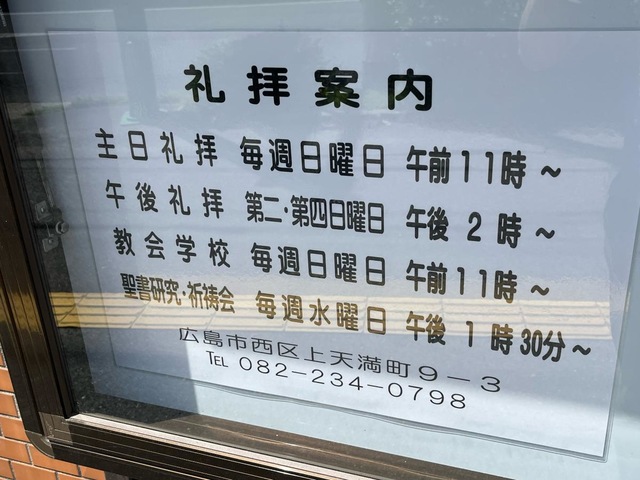 礼拝案内
主日礼拝 毎週日曜日 午前11時~
午後礼拝 第二・第四日曜日 午後2時~
教会学校 毎週日曜日 午前11~
聖書研究・祈祷会 毎週水曜日 午後1時30分~
広島市西区上天満町9-3
TEL 082-234-0798